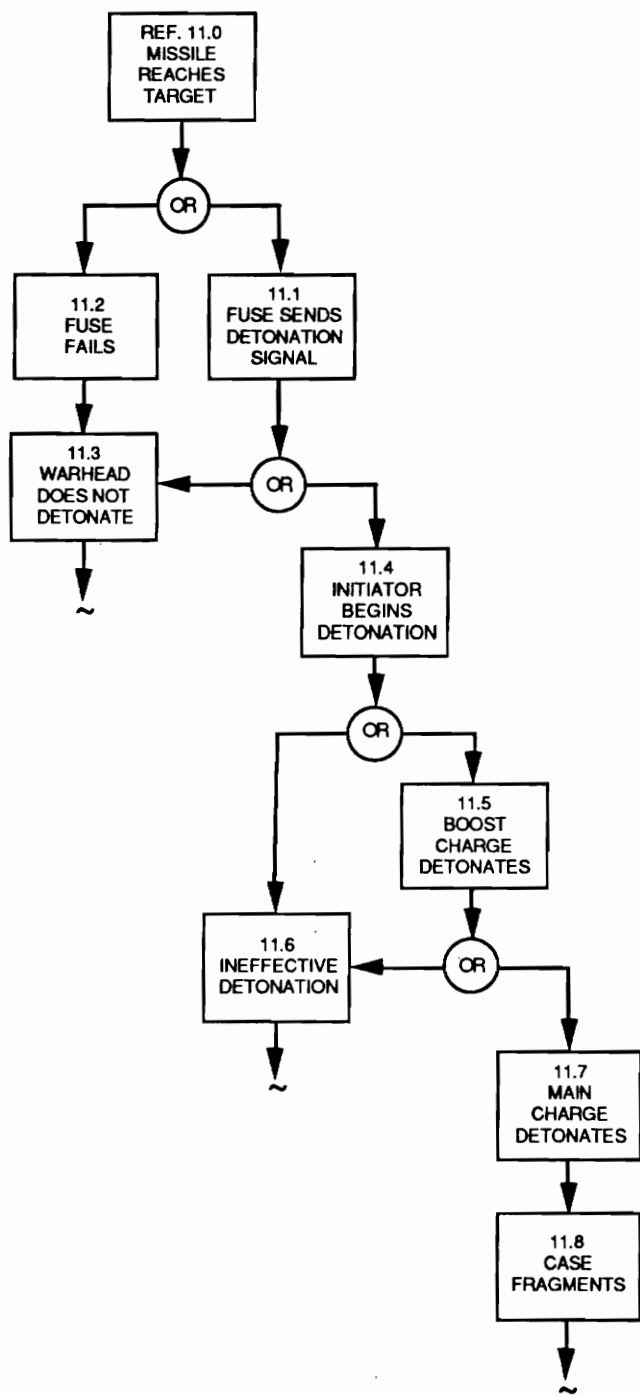 REF. 11.0
MISSILE
REACHES
TARGET
OR
11.2
FUSE
FAILS
11.1
FUSE SENDS
DETONATION
SIGNAL
11.3
WARHEAD
DOES NOT
DETONATE
OR
~
11.4
INITIATOR
BEGINS
DETONATION
OR
11.5
BOOST
CHARGE
DETONATES
11.6
INEFFECTIVE
DETONATION
OR
~
11.7
MAIN
CHARGE
DETONATES
11.8
CASE
FRAGMENTS
~